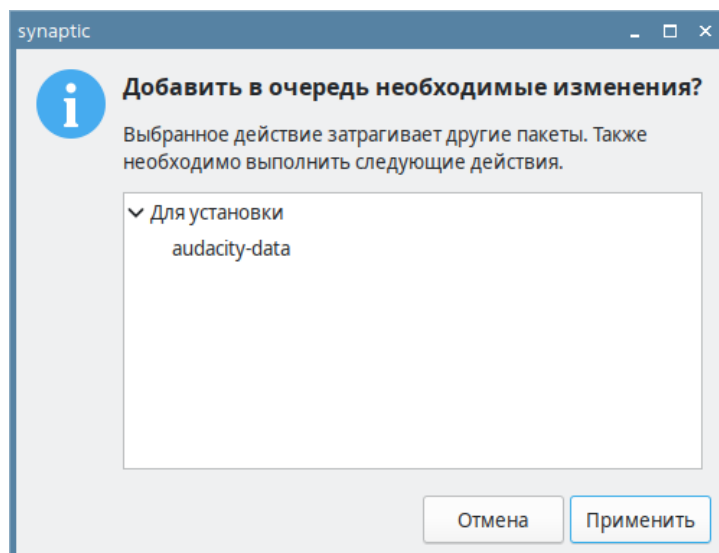 synaptic
Добавить в очередь необходимые изменения?
Выбранное действие затрагивает другие пакеты. Также
необходимо выполнить следующие действия.
Для установки
audacity-data
Отмена
Применить